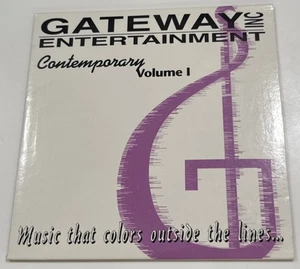 GATEWAY INC
ENTERTAINMENT
Contemporary
Volume I
Music that colors outside the lines...